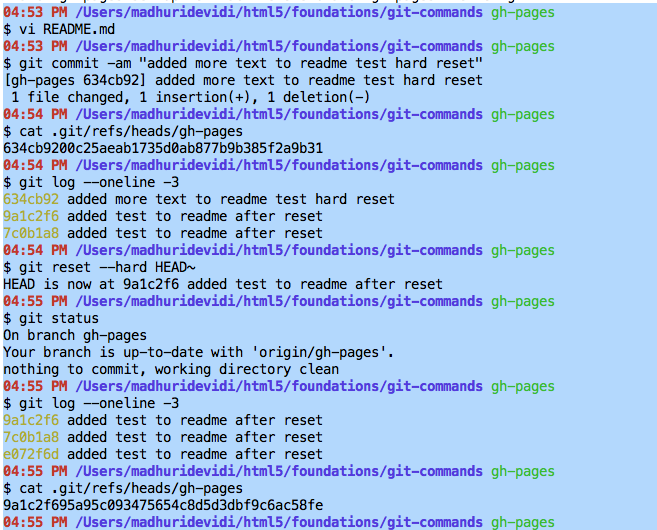 04:53 PM /Users/madhuridevidi/html5/foundations/git-commands gh-pages
$ vi README.md
04:53 PM /Users/madhuridevidi/html5/foundations/git-commands gh-pages
$ git commit -am "added more text to readme test hard reset"
[gh-pages 634cb92] added more text to readme test hard reset
 1 file changed, 1 insertion(+), 1 deletion(-)
04:54 PM /Users/madhuridevidi/html5/foundations/git-commands gh-pages
$ cat .git/refs/heads/gh-pages
634cb9200c25aeab1735d0ab877b9b385f2a9b31
04:54 PM /Users/madhuridevidi/html5/foundations/git-commands gh-pages
$ git log --oneline -3
634cb92 added more text to readme test hard reset
9a1c2f6 added test to readme after reset
7c0b1a8 added test to readme after reset
04:54 PM /Users/madhuridevidi/html5/foundations/git-commands gh-pages
$ git reset --hard HEAD~
HEAD is now at 9a1c2f6 added test to readme after reset
04:55 PM /Users/madhuridevidi/html5/foundations/git-commands gh-pages
$ git status
On branch gh-pages
Your branch is up-to-date with 'origin/gh-pages'.
nothing to commit, working directory clean
04:55 PM /Users/madhuridevidi/html5/foundations/git-commands gh-pages
$ git log --oneline -3
9a1c2f6 added test to readme after reset
7c0b1a8 added test to readme after reset
e072f6d added test to readme after reset
04:55 PM /Users/madhuridevidi/html5/foundations/git-commands gh-pages
$ cat .git/refs/heads/gh-pages
9a1c2f695a95c093475654c8d5d3dbf9c6ac58fe
04:55 PM /Users/madhuridevidi/html5/foundations/git-commands gh-pages